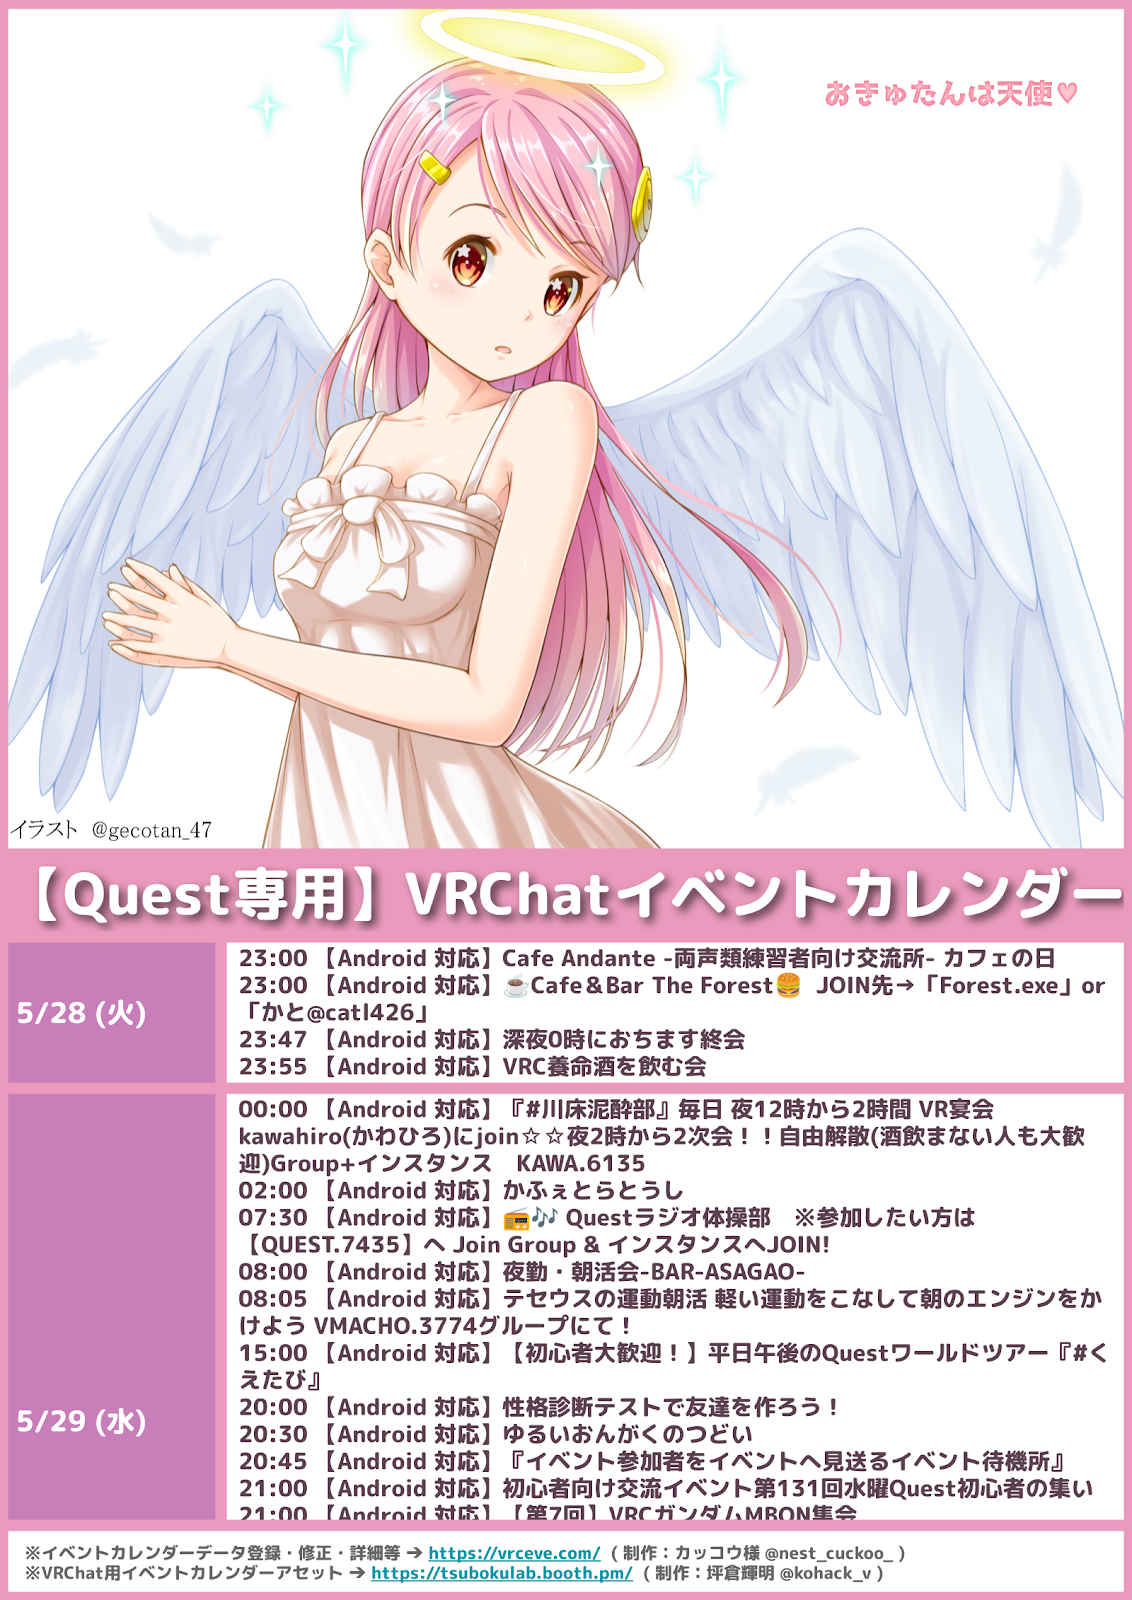 おきゅたんは天使♥
イラスト @gecotan_47
【Quest専用】VRChatイベントカレンダー
5/28 (火)
23:00 【Android 対応】Cafe Andante -両声類練習者向け交流所- カフェの日
23:00 【Android 対応】☕Cafe＆Bar The Forest🍔 JOIN先→「Forest.exe」or
「かと@catl426」
23:47 【Android 対応】深夜0時におちます終会
23:55 【Android 対応】VRC養命酒を飲む会
5/29 (水)
00:00 【Android 対応】『#川床泥酔部』毎日 夜12時から2時間 VR宴会
kawahiro(かわひろ)にjoin☆☆夜2時から2次会！！自由解散(酒飲まない人も大歓
迎)Group+インスタンス　KAWA.6135
02:00 【Android 対応】かふぇとらとうし
07:30 【Android 対応】📻🎶 Questラジオ体操部　※参加したい方は
【QUEST.7435】へ Join Group & インスタンスへJOIN!
08:00 【Android 対応】夜勤・朝活会-BAR-ASAGAO-
08:05 【Android 対応】テセウスの運動朝活 軽い運動をこなして朝のエンジンをか
けよう VMACHO.3774グループにて！
15:00 【Android 対応】【初心者大歓迎！】平日午後のQuestワールドツアー『#く
えたび』
20:00 【Android 対応】性格診断テストで友達を作ろう！
20:30 【Android 対応】ゆるいおんがくのつどい
20:45 【Android 対応】『イベント参加者をイベントへ見送るイベント待機所』
21:00 【Android 対応】初心者向け交流イベント第131回水曜Quest初心者の集い
21:00 【Android 対応】【第7回】VRCガンダムMBON集会
※イベントカレンダーデータ登録・修正・詳細等 → https://vrceve.com/ ( 制作：カッコウ様 @nest_cuckoo_ )
※VRChat用イベントカレンダーアセット → https://tsubokulab.booth.pm/ ( 制作：坪倉輝明 @kohack_v )